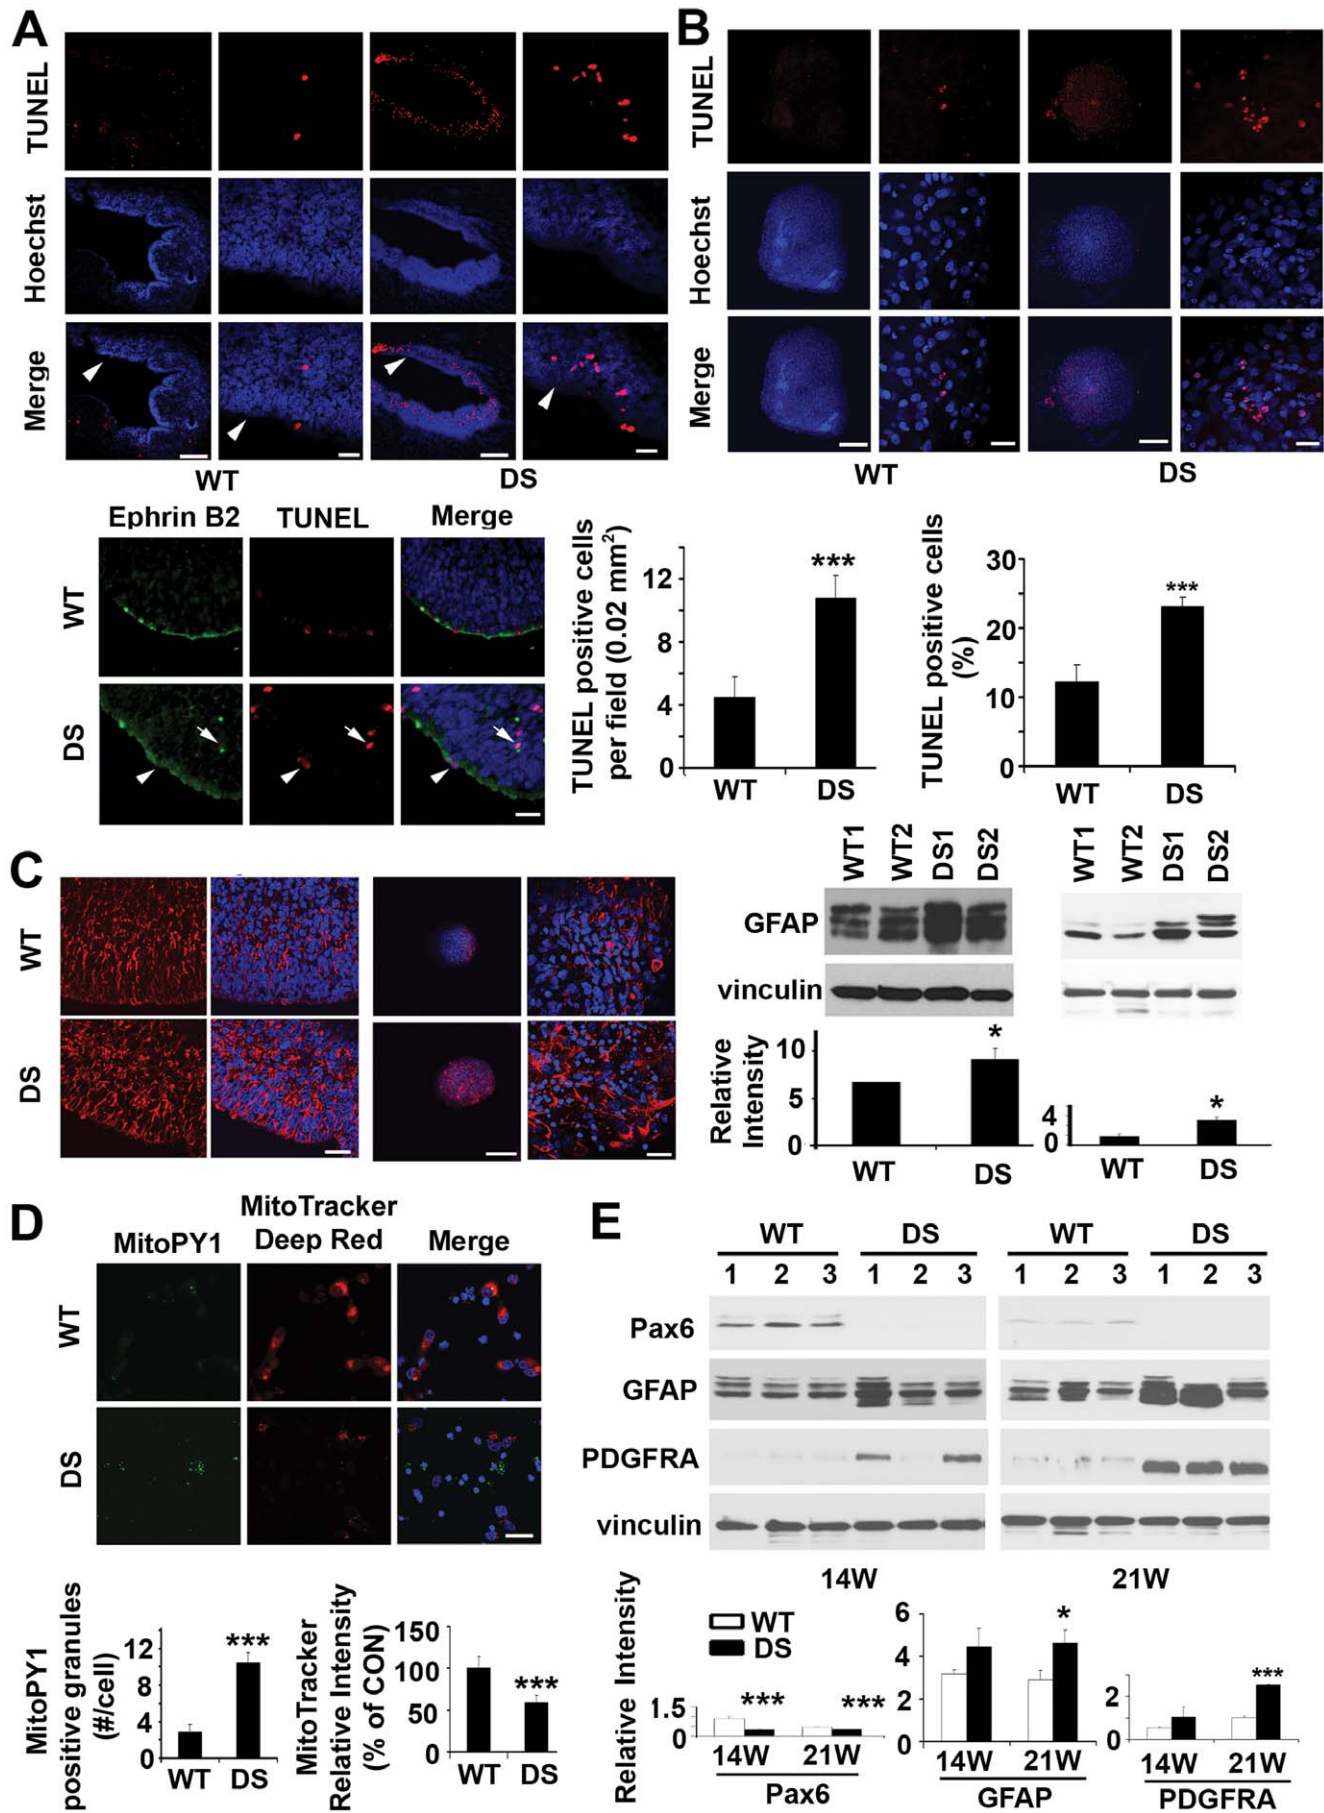 A
TUNEL
Hoechst
Merge
WT
DS
Ephrin B2
TUNEL
Merge
WT
DS
TUNEL positive cells
per field (0.02 mm²)
12
8
4
0
***
WT
DS
B
TUNEL
Hoechst
Merge
WT
DS
TUNEL positive cells
(%)
30
20
10
0
***
WT
DS
C
WT
DS
WT1
WT2
DS1
DS2
WT1
WT2
DS1
DS2
GFAP
vinculin
Relative
Intensity
10
5
0
*
WT
DS
4
0
*
WT
DS
D
MitoPY1
MitoTracker
Deep Red
Merge
WT
DS
MitoPY1
positive granules
(#/cell)
12
8
4
0
***
WT
DS
MitoTracker
Relative Intensity
(% of CON)
150
100
50
0
***
WT
DS
E
WT
DS
WT
DS
1 2 3 1 2 3 1 2 3 1 2 3
Pax6
GFAP
PDGFRA
vinculin
14W
21W
Relative Intensity
WT
DS
1.5
0
***
***
14W 21W
Pax6
6
4
2
0
*
14W 21W
GFAP
2
0
***
14W 21W
PDGFRA